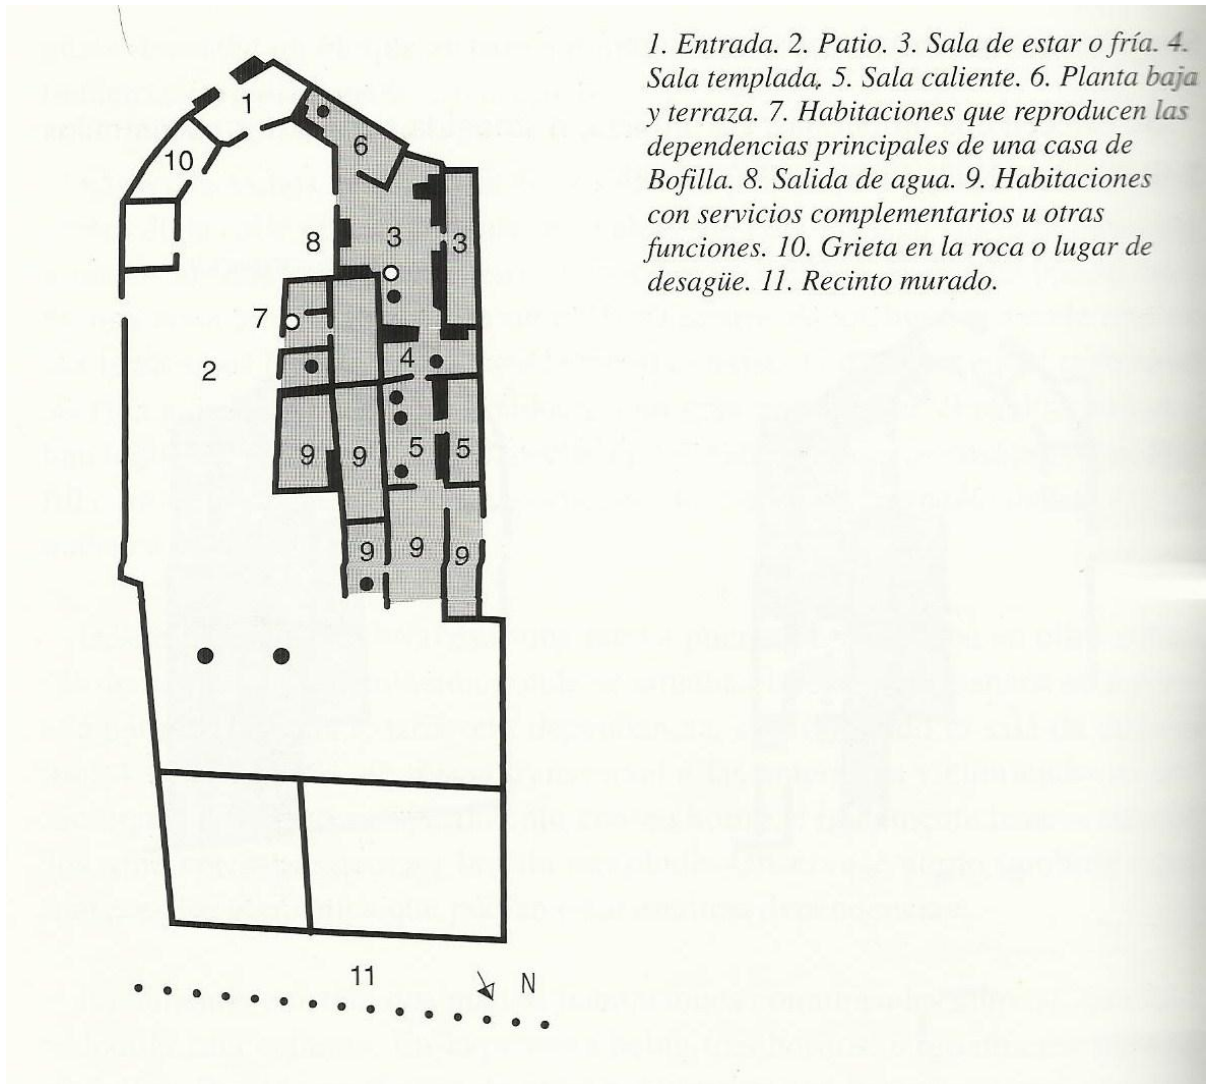 1. Entrada. 2. Patio. 3. Sala de estar o fría. 4.
Sala templada, 5. Sala caliente. 6. Planta baja
y terraza. 7. Habitaciones que reproducen las
dependencias principales de una casa de
Bofilla. 8. Salida de agua. 9. Habitaciones
con servicios complementarios u otras
funciones. 10. Grieta en la roca o lugar de
desagüe. 11. Recinto murado.
1
10
6
8
3
3
7
4
2
9
9
5
5
9
9
9
11
N